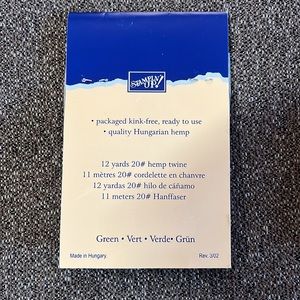 STAMPIN'
UP!
• packaged kink-free, ready to use
• quality Hungarian hemp
12 yards 20# hemp twine
11 mètres 20# cordelette en chanvre
12 yardas 20# hilo de cáñamo
11 meters 20# Hanffaser
Green • Vert • Verde• Grün
Made in Hungary.
Rev. 3/02